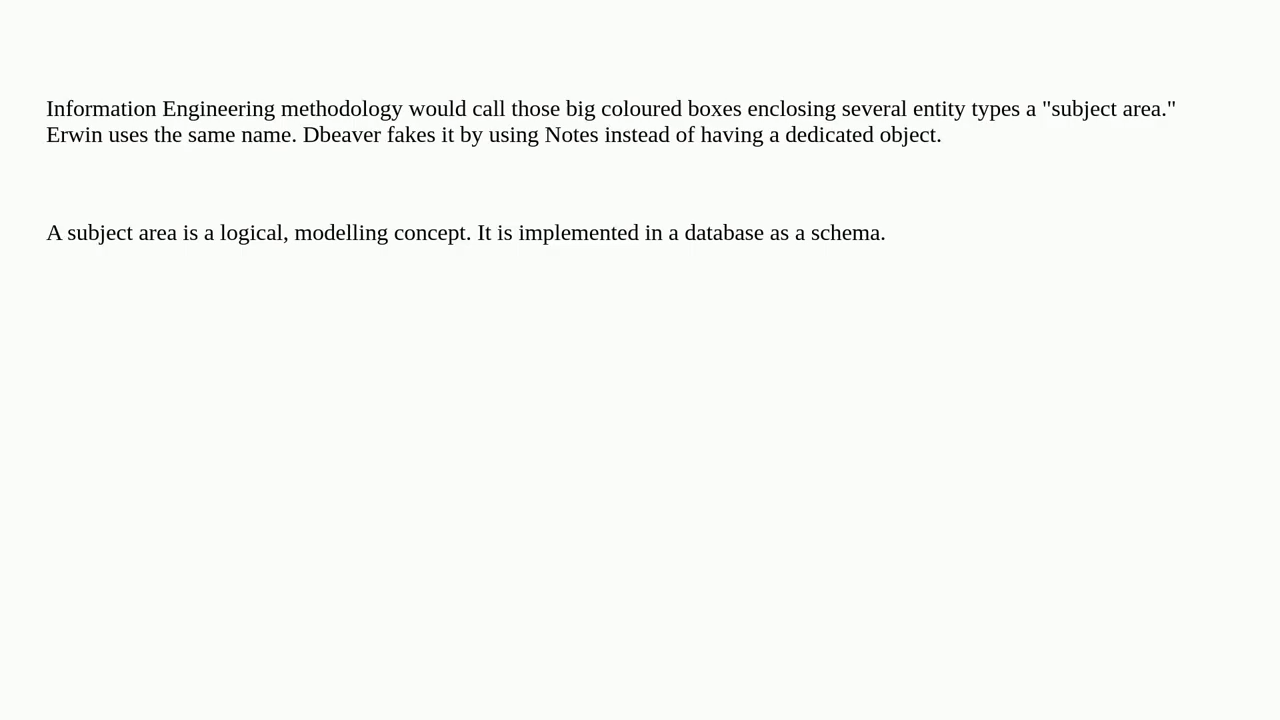 Information Engineering methodology would call those big coloured boxes enclosing several entity types a "subject area."
Erwin uses the same name. Dbeaver fakes it by using Notes instead of having a dedicated object.
A subject area is a logical, modelling concept. It is implemented in a database as a schema.